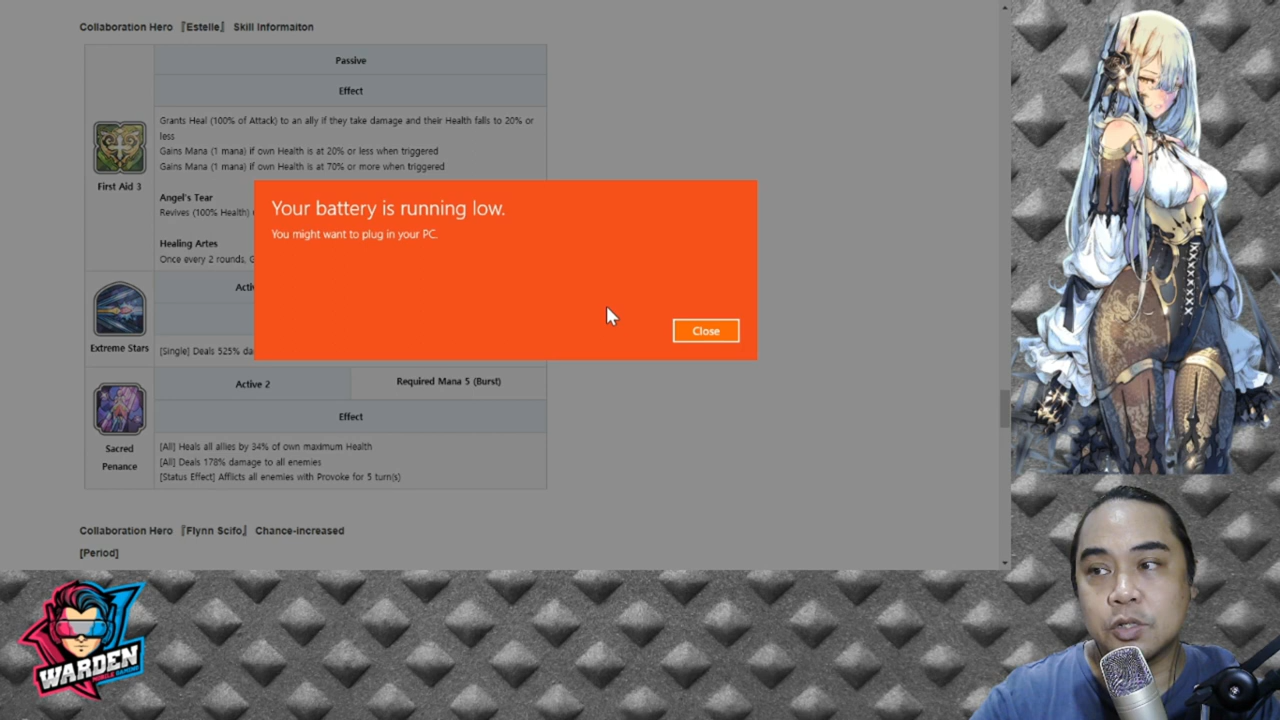 Collaboration Hero 『Estelle』 Skill Informaiton
Passive
Effect
Grants Heal (100% of Attack) to an ally if they take damage and their Health falls to 20% or
less
Gains Mana (1 mana) if own Health is at 20% or less when triggered
Gains Mana (1 mana) if own Health is at 70% or more when triggered
First Aid 3
Angel's Tear
Revives (100% Health)
Healing Artes
Once every 2 rounds,
Your battery is running low.
You might want to plug in your PC.
Close
Extreme Stars
[Single] Deals 525%
Active 2
Required Mana 5 (Burst)
Effect
Sacred
Penance
[All] Heals all allies by 34% of own maximum Health
[All] Deals 178% damage to all enemies
[Status Effect] Afflicts all enemies with Provoke for 5 turn(s)
Collaboration Hero 『Flynn Scifo』 Chance-increased
[Period]
WARDEN
MOBILE GAMING